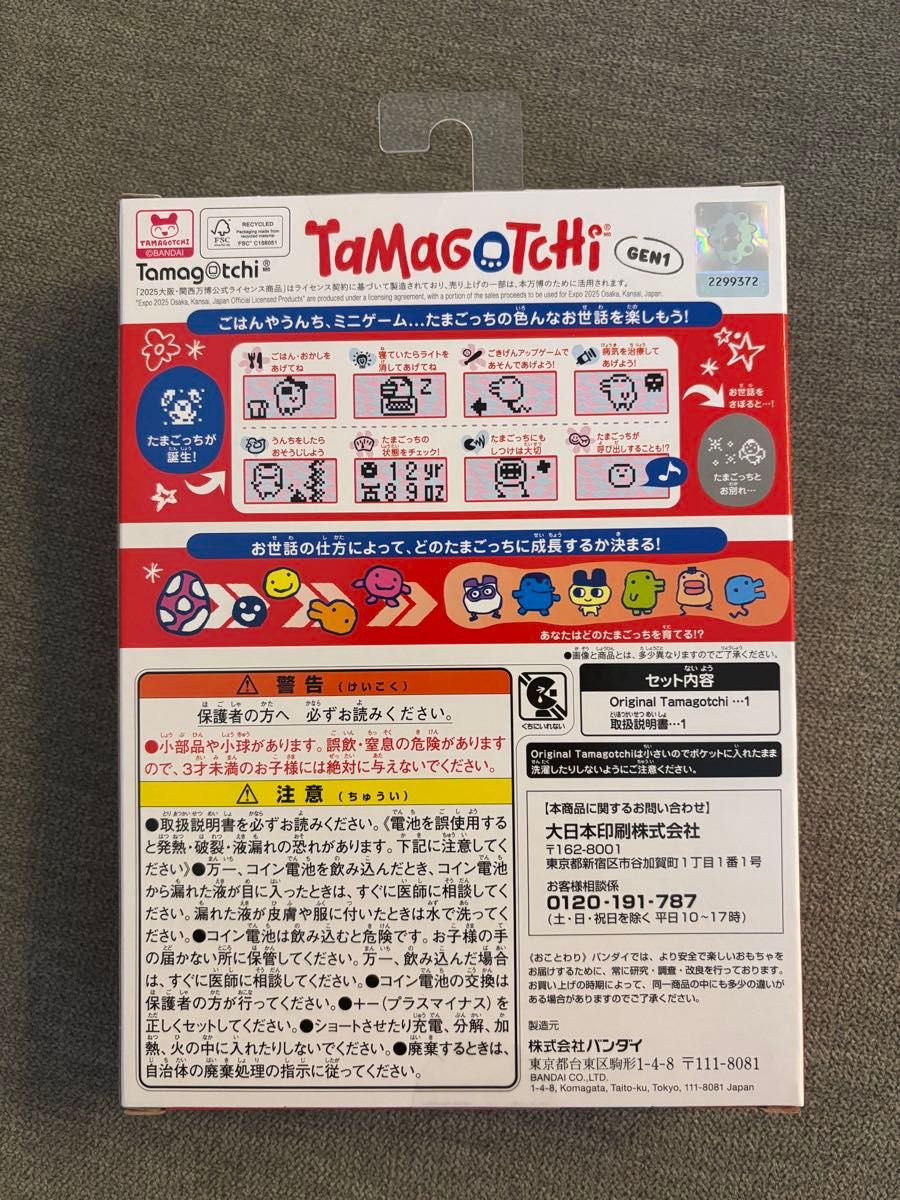 TAMAGOTCHI
©BANDAI
FSC
RECYCLED
Packaging made from recycled material
FSC® C158051
Tamagotchi
TaMaGOTCHi
GEN1
2299372
「2025大阪・関西万博公式ライセンス商品」はライセンス契約に基づいて製造されており、売り上げの一部は、本万博のために活用されます。
"Expo 2025 Osaka, Kansai, Japan Official Licensed Products" are produced under a licensing agreement, with a portion of the sales proceeds to be used for Expo 2025 Osaka, Kansai, Japan.
ごはんやうんち、ミニゲーム…たまごっちの色んなお世話を楽しもう!
たまごっちが
誕生!
ごはん・おかしを
あげてね
寝ていたらライトを
消してあげてね
ごきげんアップゲームで
あそんであげよう!
病気を治療して
あげよう!
お世話を
さぼると…!
うんちをしたら
おそうじしよう
たまごっちの
状態をチェック!
12yr
89oz
たまごっちにも
しつけは大切
たまごっちが
呼び出しすることも!?
たまごっちと
お別れ…
お世話の仕方によって、どのたまごっちに成長するか決まる!
あなたはどのたまごっちを育てる!?
●画像と商品とは、多少異なりますのでご了承ください。
警告(けいこく)
保護者の方へ 必ずお読みください。
●小部品や小球があります。誤飲・窒息の危険があります
ので、3才未満のお子様には絶対に与えないでください。
注意(ちゅうい)
●取扱説明書を必ずお読みください。《電池を誤使用する
と発熱・破裂・液漏れの恐れがあります。下記に注意してく
ださい》●万一、コイン電池を飲み込んだとき、コイン電池
から漏れた液が目に入ったときは、すぐに医師に相談してく
ださい。漏れた液が皮膚や服に付いたときは水で洗ってく
ださい。●コイン電池は飲み込むと危険です。お子様の手
の届かない所に保管してください。万一、飲み込んだ場合
は、すぐに医師に相談してください。●コイン電池の交換は
保護者の方が行ってください。●+-(プラスマイナス)を
正しくセットしてください。●ショートさせたり充電、分解、加
熱、火の中に入れたりしないでください。●廃棄するときは、
自治体の廃棄処理の指示に従ってください。
くちにいれない
セット内容
Original Tamagotchi …1
取扱説明書…1
Original Tamagotchiは小さいのでポケットに入れたまま
洗濯したりしないようにご注意ください。
【本商品に関するお問い合わせ】
大日本印刷株式会社
〒162-8001
東京都新宿区市谷加賀町1丁目1番1号
お客様相談係
0120-191-787
(土・日・祝日を除く 平日10~17時)
《おことわり》バンダイでは、より安全で楽しいおもちゃを
お届けするために、常に研究・調査・改良を行っております。
お買い上げの時期によって、同一商品の中にも多少の違いが
ある場合がありますのでご了承ください。
製造元
株式会社バンダイ
東京都台東区駒形1-4-8 〒111-8081
BANDAI CO.,LTD.
1-4-8, Komagata, Taito-ku, Tokyo, 111-8081 Japan